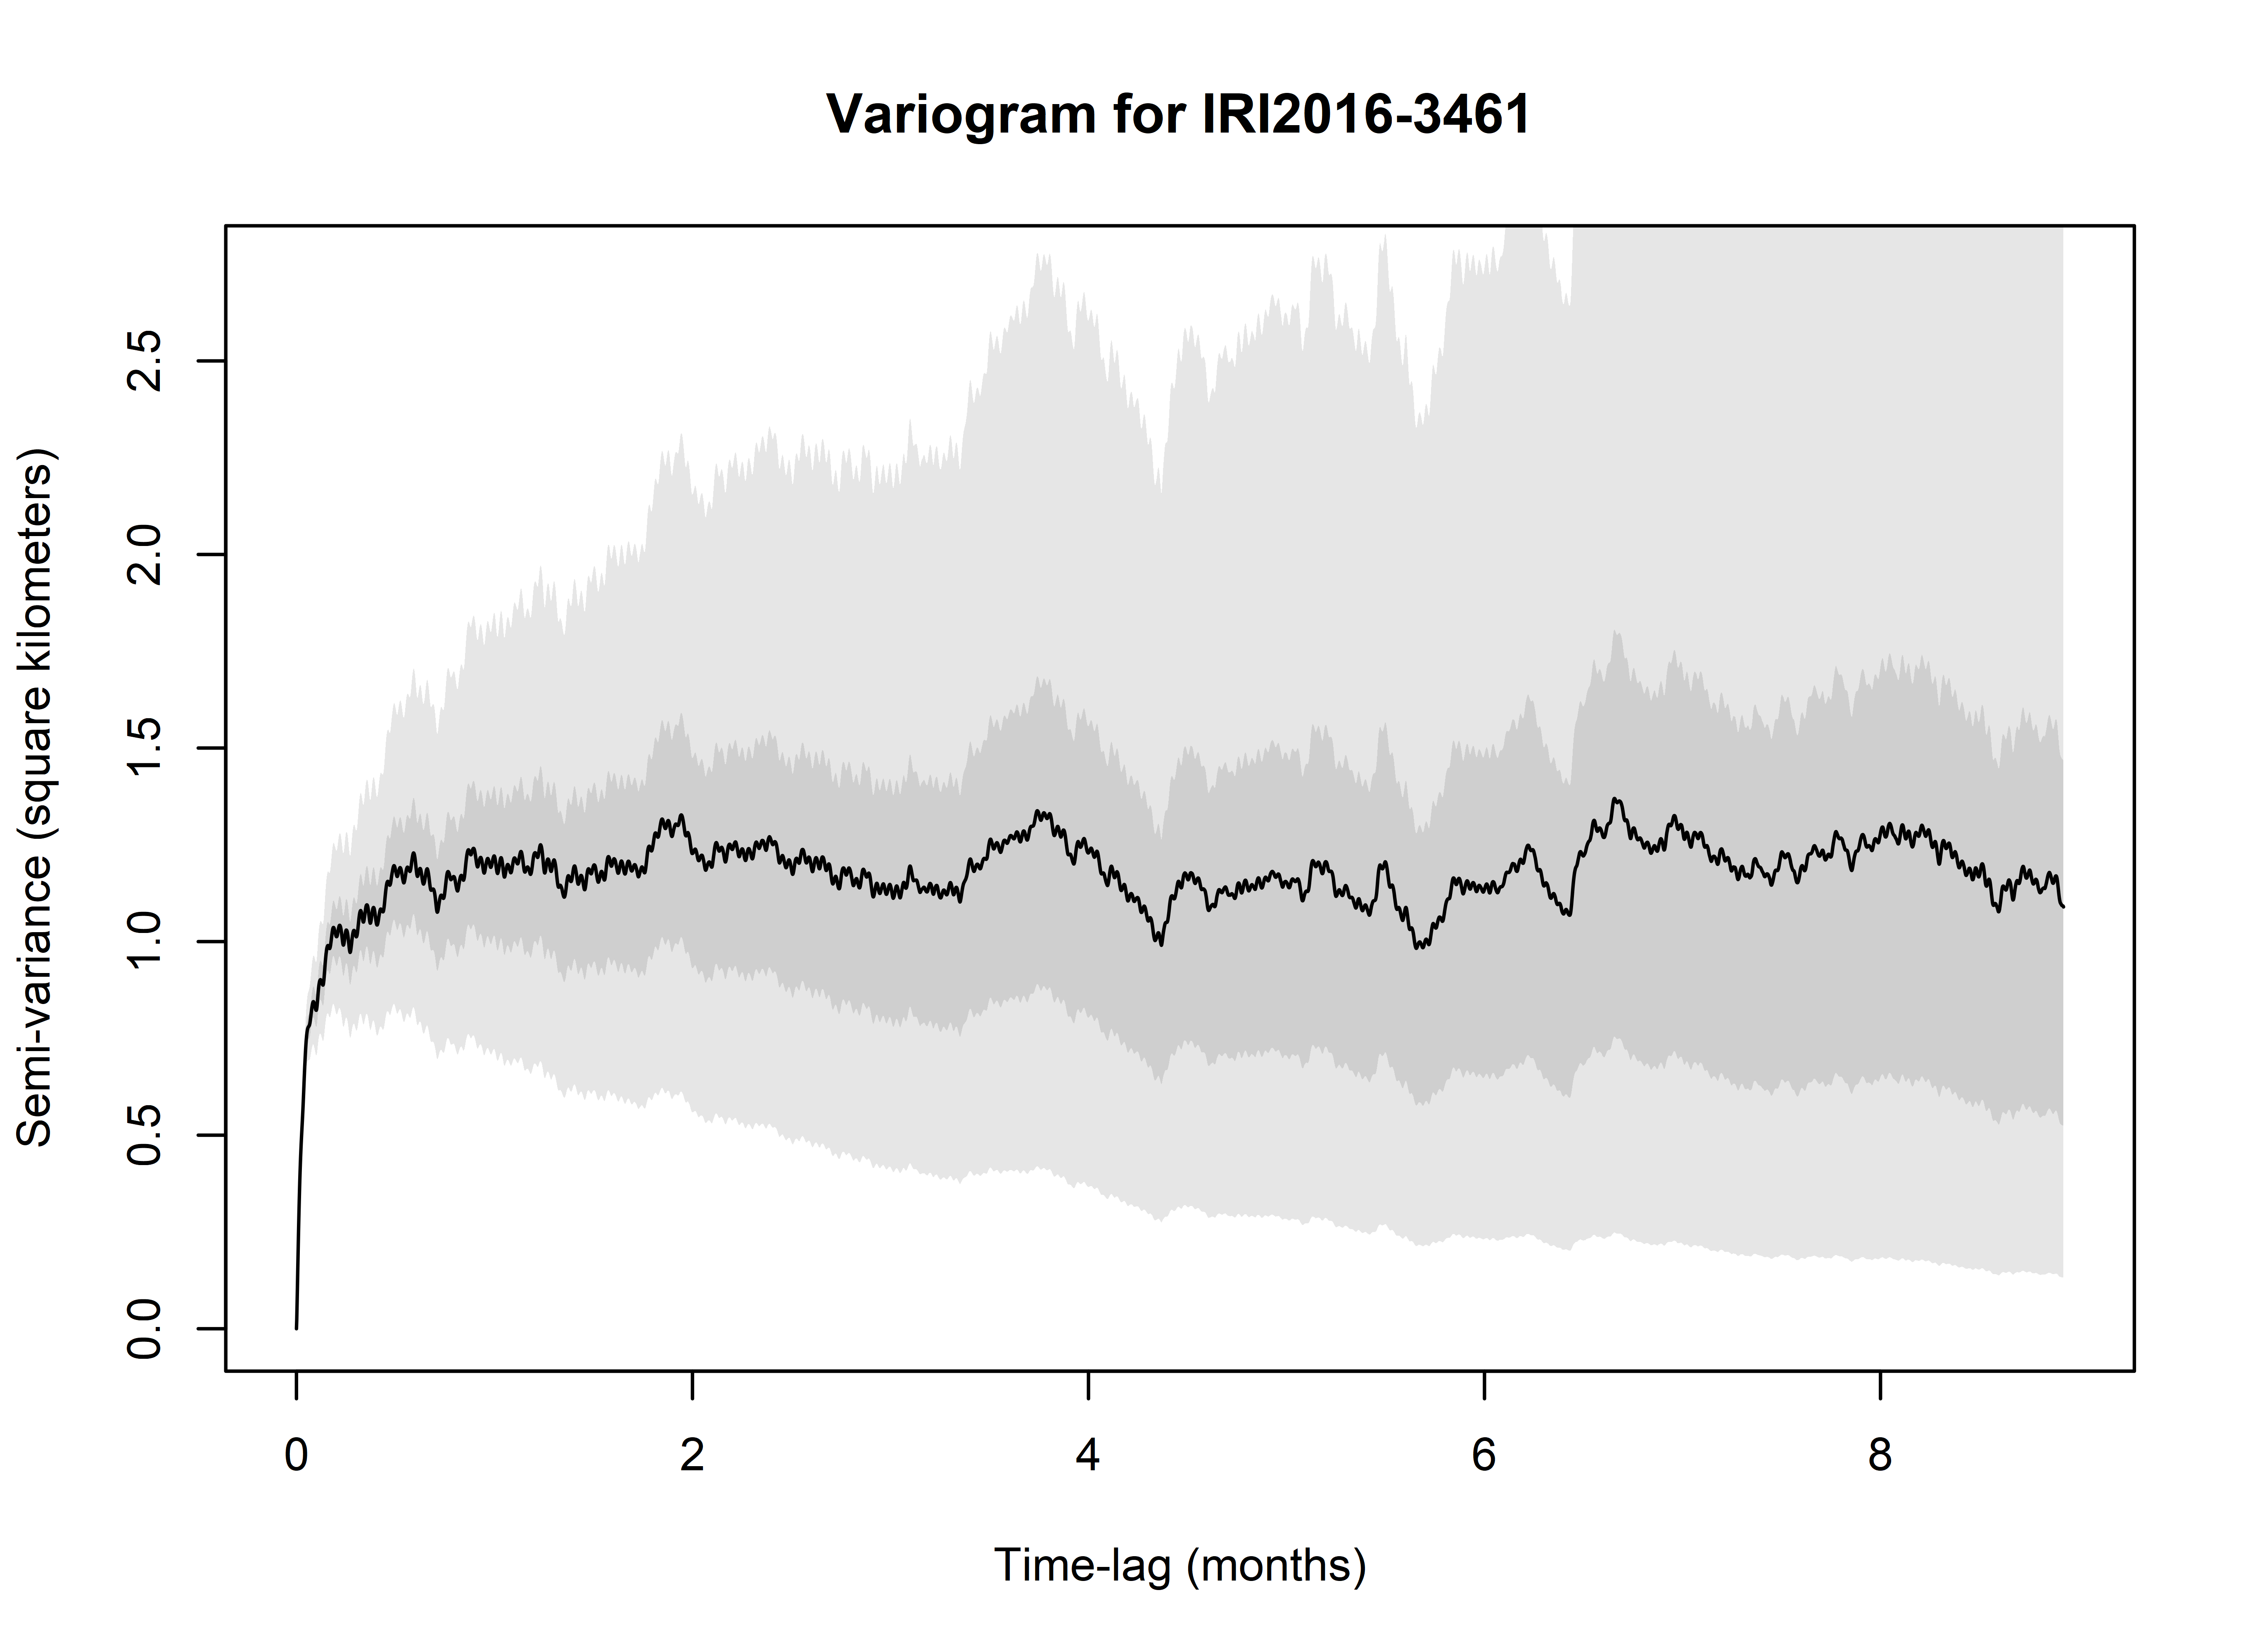 Variogram for IRI2016-3461
Semi-variance (square kilometers)
2.5
2.0
1.5
1.0
0.5
0.0
0 2 4 6 8
Time-lag (months)